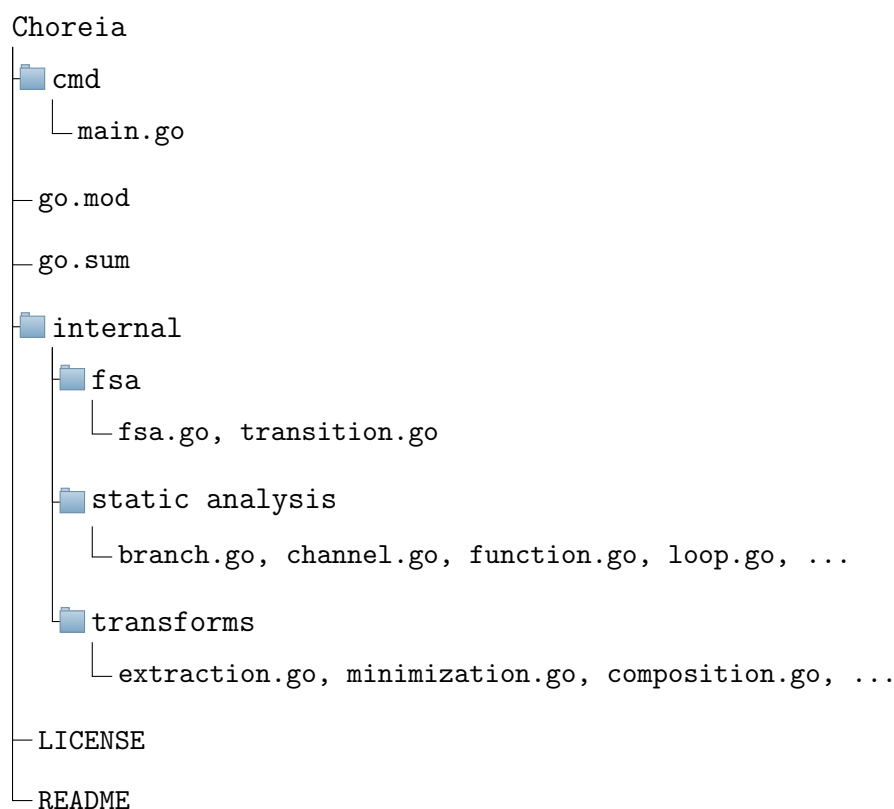 Choreia
cmd
main.go
go.mod
go.sum
internal
fsa
fsa.go, transition.go
static analysis
branch.go, channel.go, function.go, loop.go, ...
transforms
extraction.go, minimization.go, composition.go, ...
LICENSE
README